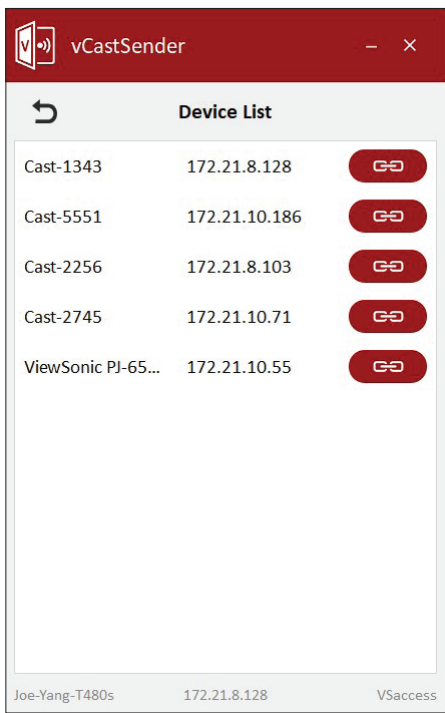 V
vCastSender
Device List
Cast-1343 172.21.8.128
Cast-5551 172.21.10.186
Cast-2256 172.21.8.103
Cast-2745 172.21.10.71
ViewSonic PJ-65... 172.21.10.55
Joe-Yang-T480s 172.21.8.128 VSaccess